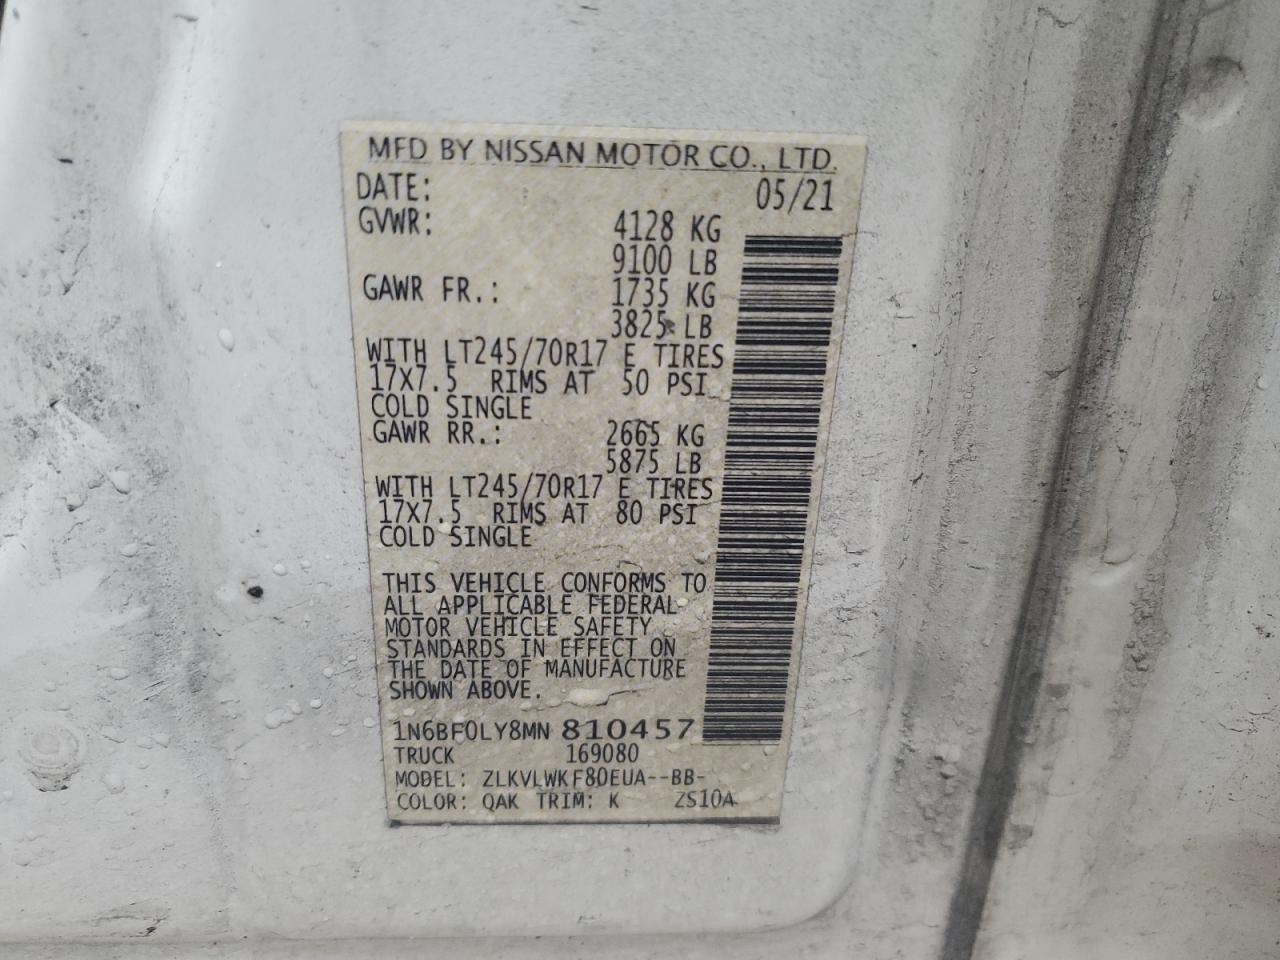 MFD BY NISSAN MOTOR CO., LTD.
DATE: 05/21
GVWR: 4128 KG
9100 LB
GAWR FR.: 1735 KG
3825 LB
WITH LT245/70R17 E TIRES
17X7.5 RIMS AT 50 PSI
COLD SINGLE
GAWR RR.: 2665 KG
5875 LB
WITH LT245/70R17 E TIRES
17X7.5 RIMS AT 80 PSI
COLD SINGLE
THIS VEHICLE CONFORMS TO
ALL APPLICABLE FEDERAL
MOTOR VEHICLE SAFETY
STANDARDS IN EFFECT ON
THE DATE OF MANUFACTURE
SHOWN ABOVE.
1N6BF0LY8MN 810457
TRUCK 169080
MODEL: ZLKVLWKF80EUA--BB-
COLOR: QAK TRIM: K ZS10A